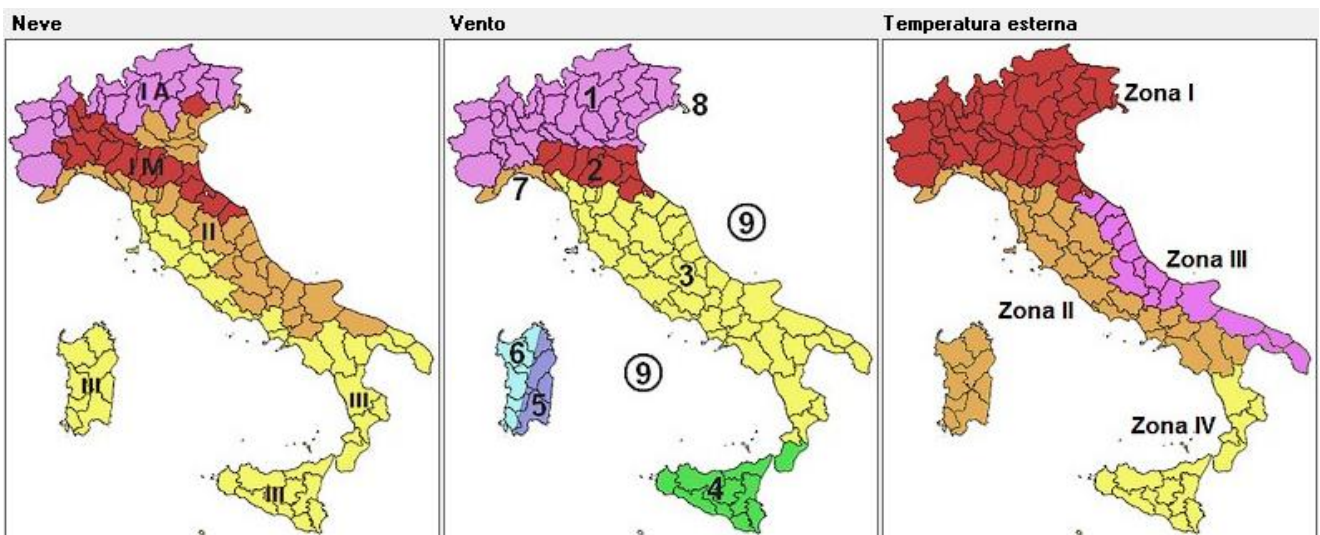 Neve
I A
I M
II
III
III
III
Vento
1
8
2
7
9
3
6
9
5
4
Temperatura esterna
Zona I
Zona III
Zona II
Zona IV